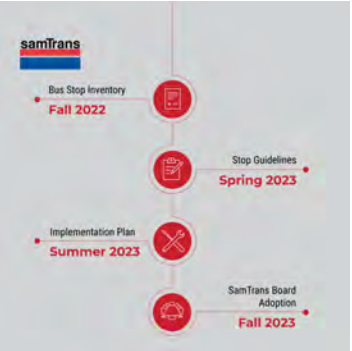 samTrans
Bus Stop Inventory
Fall 2022
Stop Guidelines
Spring 2023
Implementation Plan
Summer 2023
SamTrans Board
Adoption
Fall 2023